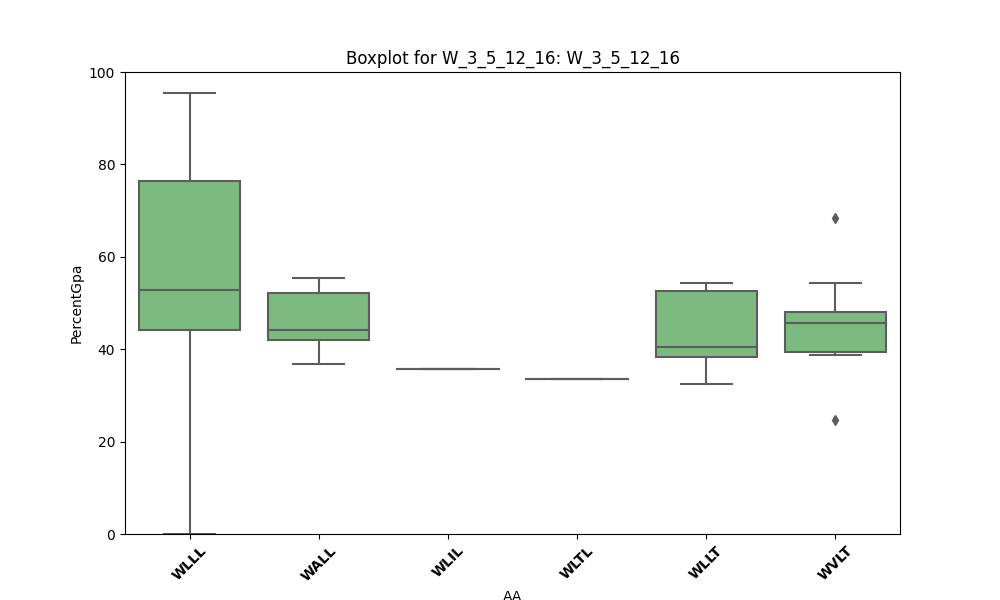 Boxplot for W_3_5_12_16: W_3_5_12_16
PercentGpa
100
80
60
40
20
0
WLLL
WALL
WLIL
WLTL
WLLT
WVLT
AA